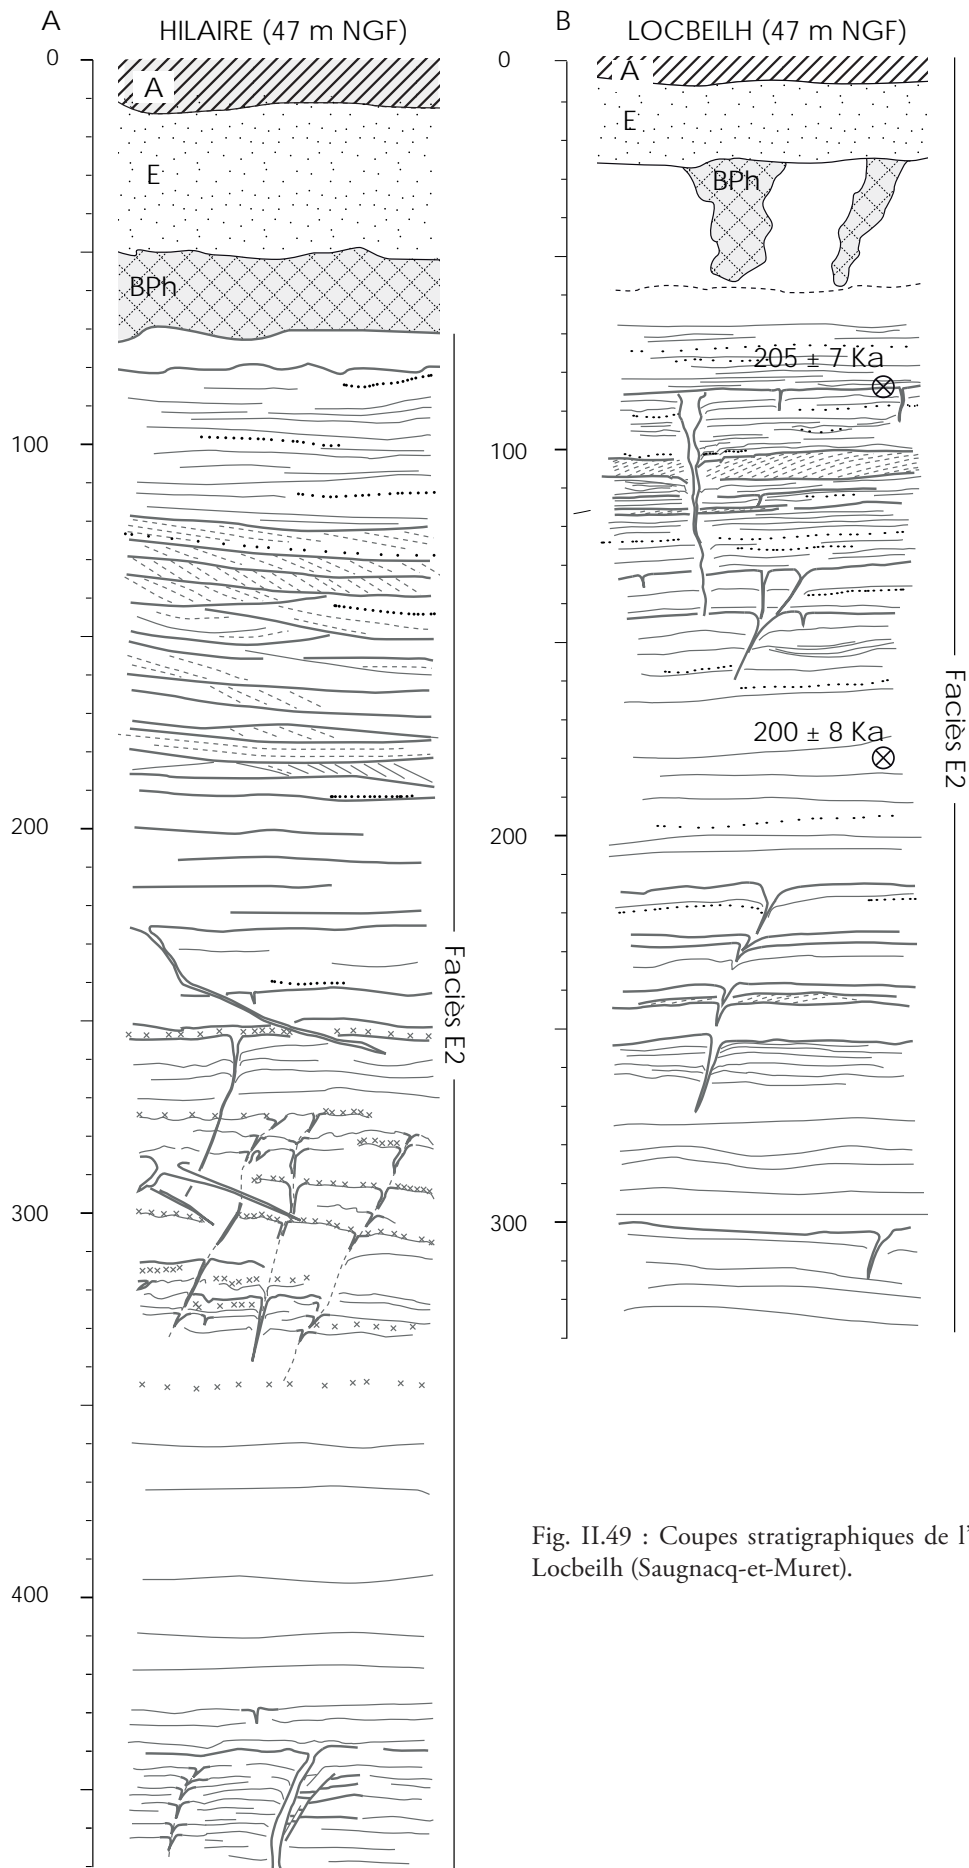 A
HILAIRE (47 m NGF)
0
A
E
BPh
100
200
300
400
Faciès E2
B
LOCBEILH (47 m NGF)
0
A
E
BPh
205 ± 7 Ka
100
200 ± 8 Ka
200
300
Faciès E2
Fig. II.49 : Coupes stratigraphiques de l’
Locbeilh (Saugnacq-et-Muret).